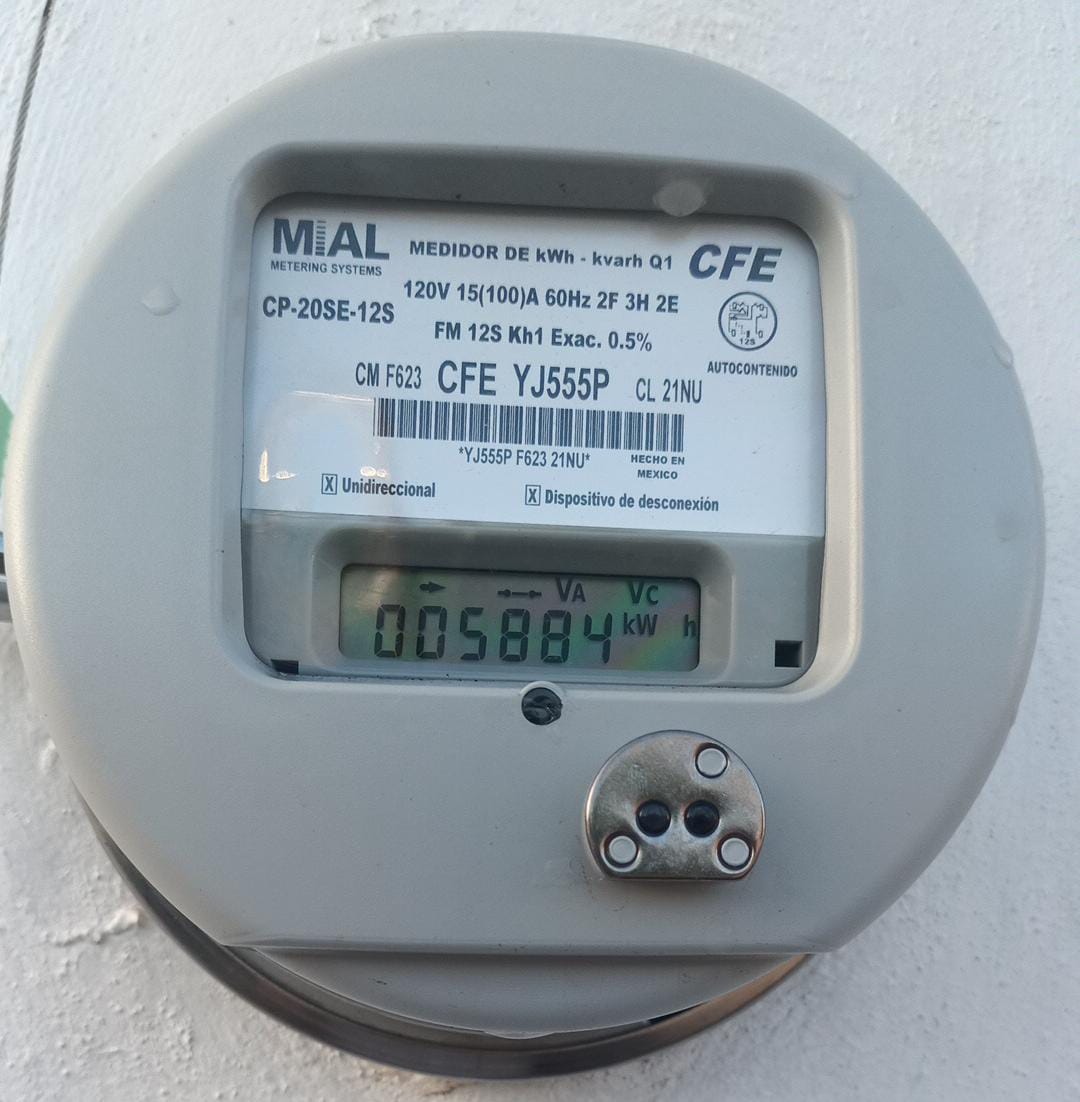 MIAL
METERING SYSTEMS
MEDIDOR DE kWh - kvarh Q1
CFE
CP-20SE-12S
120V 15(100)A 60Hz 2F 3H 2E
FM 12S Kh1 Exac. 0.5%
12S
AUTOCONTENIDO
CM F623 CFE YJ555P CL 21NU
*YJ555P F623 21NU*
HECHO EN
MEXICO
X Unidireccional
X Dispositivo de desconexión
VA VC
005884 kW h